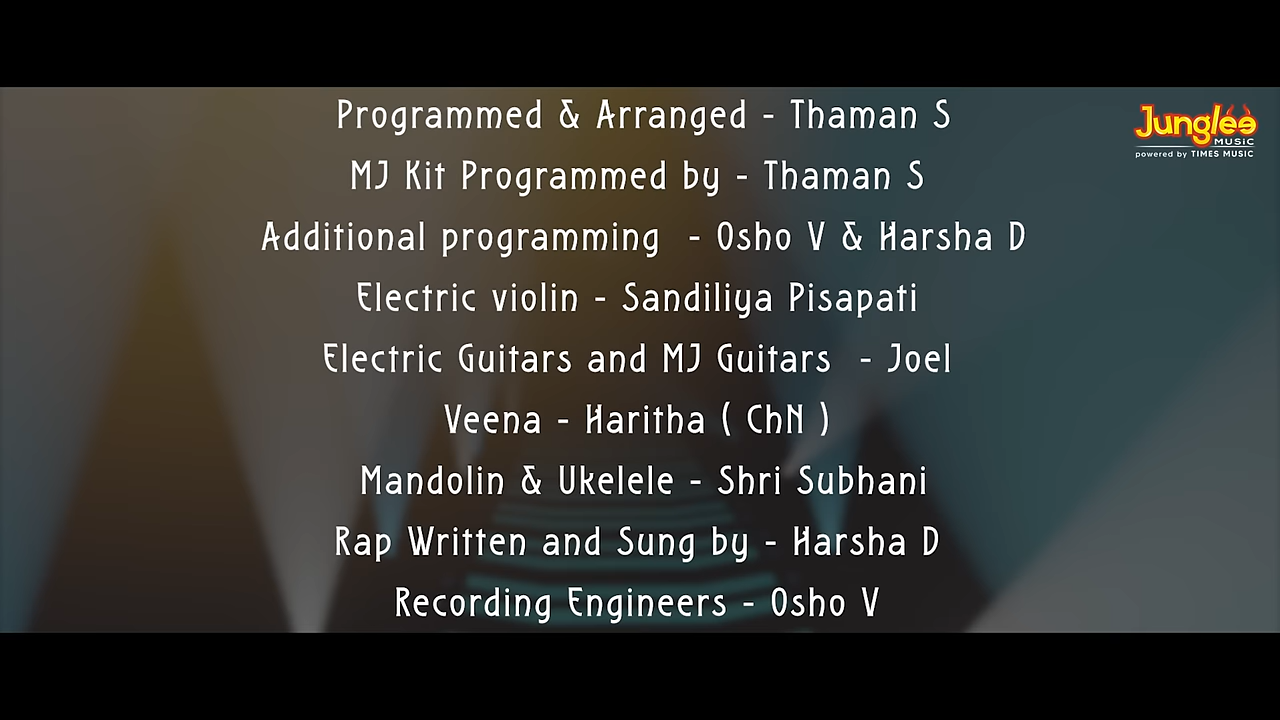 Programmed & Arranged - Thaman S
Junglee
MUSIC
powered by TIMES MUSIC
MJ Kit Programmed by - Thaman S
Additional programming - Osho V & Harsha D
Electric violin - Sandiliya Pisapati
Electric Guitars and MJ Guitars - Joel
Veena - Haritha ( ChN )
Mandolin & Ukelele - Shri Subhani
Rap Written and Sung by - Harsha D
Recording Engineers - Osho V